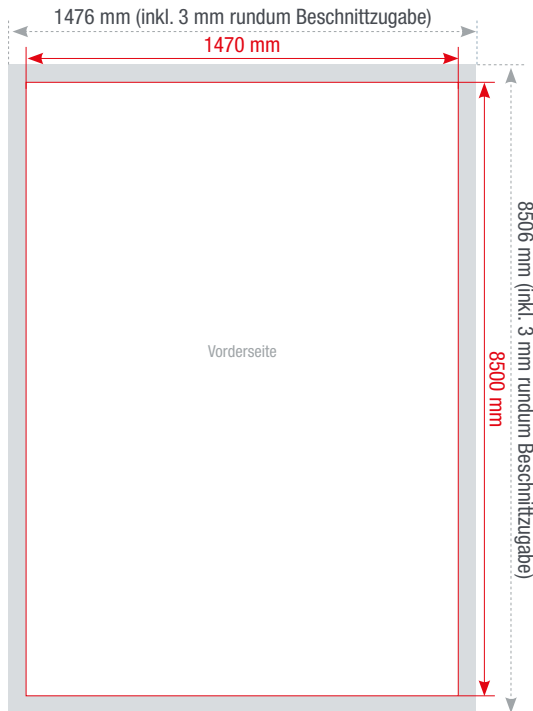 1476 mm (inkl. 3 mm rundum Beschnittzugabe)
1470 mm
Vorderseite
8500 mm
8506 mm (inkl. 3 mm rundum Beschnittzugabe)